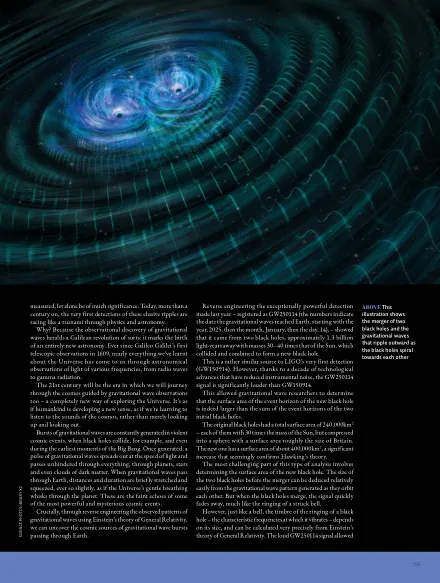 measured, let alone be of much significance. Today, more than a
century on, the very first detections of these elusive ripples are
racing like a tsunami through physics and astronomy.
Why? Because the observational discovery of gravitational
waves heralds a Galilean revolution of sorts: it marks the birth
of an entirely new astronomy. Ever since Galileo Galilei's first
telescopic observations in 1609, nearly everything we've learnt
about the Universe has come to us through astronomical
observations of light of various frequencies, from radio waves
to gamma radiation.
The 21st century will be the era in which we will journey
through the cosmos guided by gravitational wave observations
too – a completely new way of exploring the Universe. It's as
if humankind is developing a new sense, as if we're learning to
listen to the sounds of the cosmos, rather than merely looking
up and looking out.
Bursts of gravitational waves are constantly generated in violent
cosmic events, when black holes collide, for example, and even
during the earliest moments of the Big Bang. Once generated, a
pulse of gravitational waves spreads out at the speed of light and
passes unhindered through everything, through planets, stars
and even clouds of dark matter. When gravitational waves pass
through Earth, distances and duration are briefly stretched and
squeezed, ever so slightly, as if the Universe's gentle breathing
whisks through the planet. These are the faint echoes of some
of the most powerful and mysterious cosmic events.
Crucially, through reverse engineering the observed patterns of
gravitational waves using Einstein's theory of General Relativity,
we can uncover the cosmic sources of gravitational wave bursts
passing through Earth.
Reverse engineering the exceptionally powerful detection
made last year – registered as GW250114 (the numbers indicate
the date the gravitational waves reached Earth, starting with the
year, 2025, then the month, January, then the day, 14), – showed
that it came from two black holes, approximately 1.3 billion
light years away with masses 30–40 times that of the Sun, which
collided and combined to form a new black hole.
This is a rather similar source to LIGO's very first detection
(GW150914). However, thanks to a decade of technological
advances that have reduced instrumental noise, the GW250114
signal is significantly louder than GW150914.
This allowed gravitational wave researchers to determine
that the surface area of the event horizon of the new black hole
is indeed larger than the sum of the event horizons of the two
initial black holes.
The original black holes had a total surface area of 240,000km²
– each of them with 30 times the mass of the Sun, but compressed
into a sphere with a surface area roughly the size of Britain.
The new one has a surface area of about 400,000km², a significant
increase that seemingly confirms Hawking's theory.
The most challenging part of this type of analysis involves
determining the surface area of the new black hole. The size of
the two black holes before the merger can be deduced relatively
easily from the gravitational wave pattern generated as they orbit
each other. But when the black holes merge, the signal quickly
fades away, much like the ringing of a struck bell.
However, just like a bell, the timbre of the ringing of a black
hole – the characteristic frequencies at which it vibrates – depends
on its size, and can be calculated very precisely from Einstein's
theory of General Relativity. The loud GW250114 signal allowed
ABOVE This
illustration shows
the merger of two
black holes and the
gravitational waves
that ripple outward as
the black holes spiral
towards each other